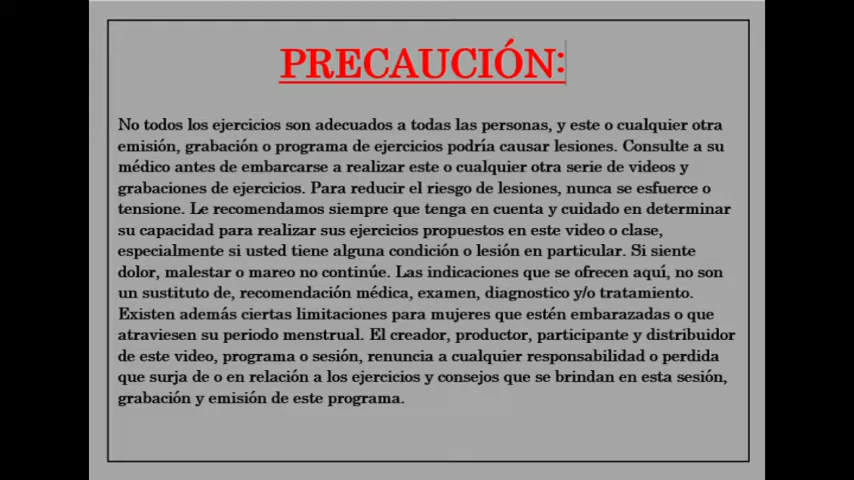 PRECAUCIÓN:
No todos los ejercicios son adecuados a todas las personas, y este o cualquier otra
emisión, grabación o programa de ejercicios podría causar lesiones. Consulte a su
médico antes de embarcarse a realizar este o cualquier otra serie de videos y
grabaciones de ejercicios. Para reducir el riesgo de lesiones, nunca se esfuerce o
tensione. Le recomendamos siempre que tenga en cuenta y cuidado en determinar
su capacidad para realizar sus ejercicios propuestos en este video o clase,
especialmente si usted tiene alguna condición o lesión en particular. Si siente
dolor, malestar o mareo no continúe. Las indicaciones que se ofrecen aquí, no son
un sustituto de, recomendación médica, examen, diagnostico y/o tratamiento.
Existen además ciertas limitaciones para mujeres que estén embarazadas o que
atraviesen su periodo menstrual. El creador, productor, participante y distribuidor
de este video, programa o sesión, renuncia a cualquier responsabilidad o perdida
que surja de o en relación a los ejercicios y consejos que se brindan en esta sesión,
grabación y emisión de este programa.